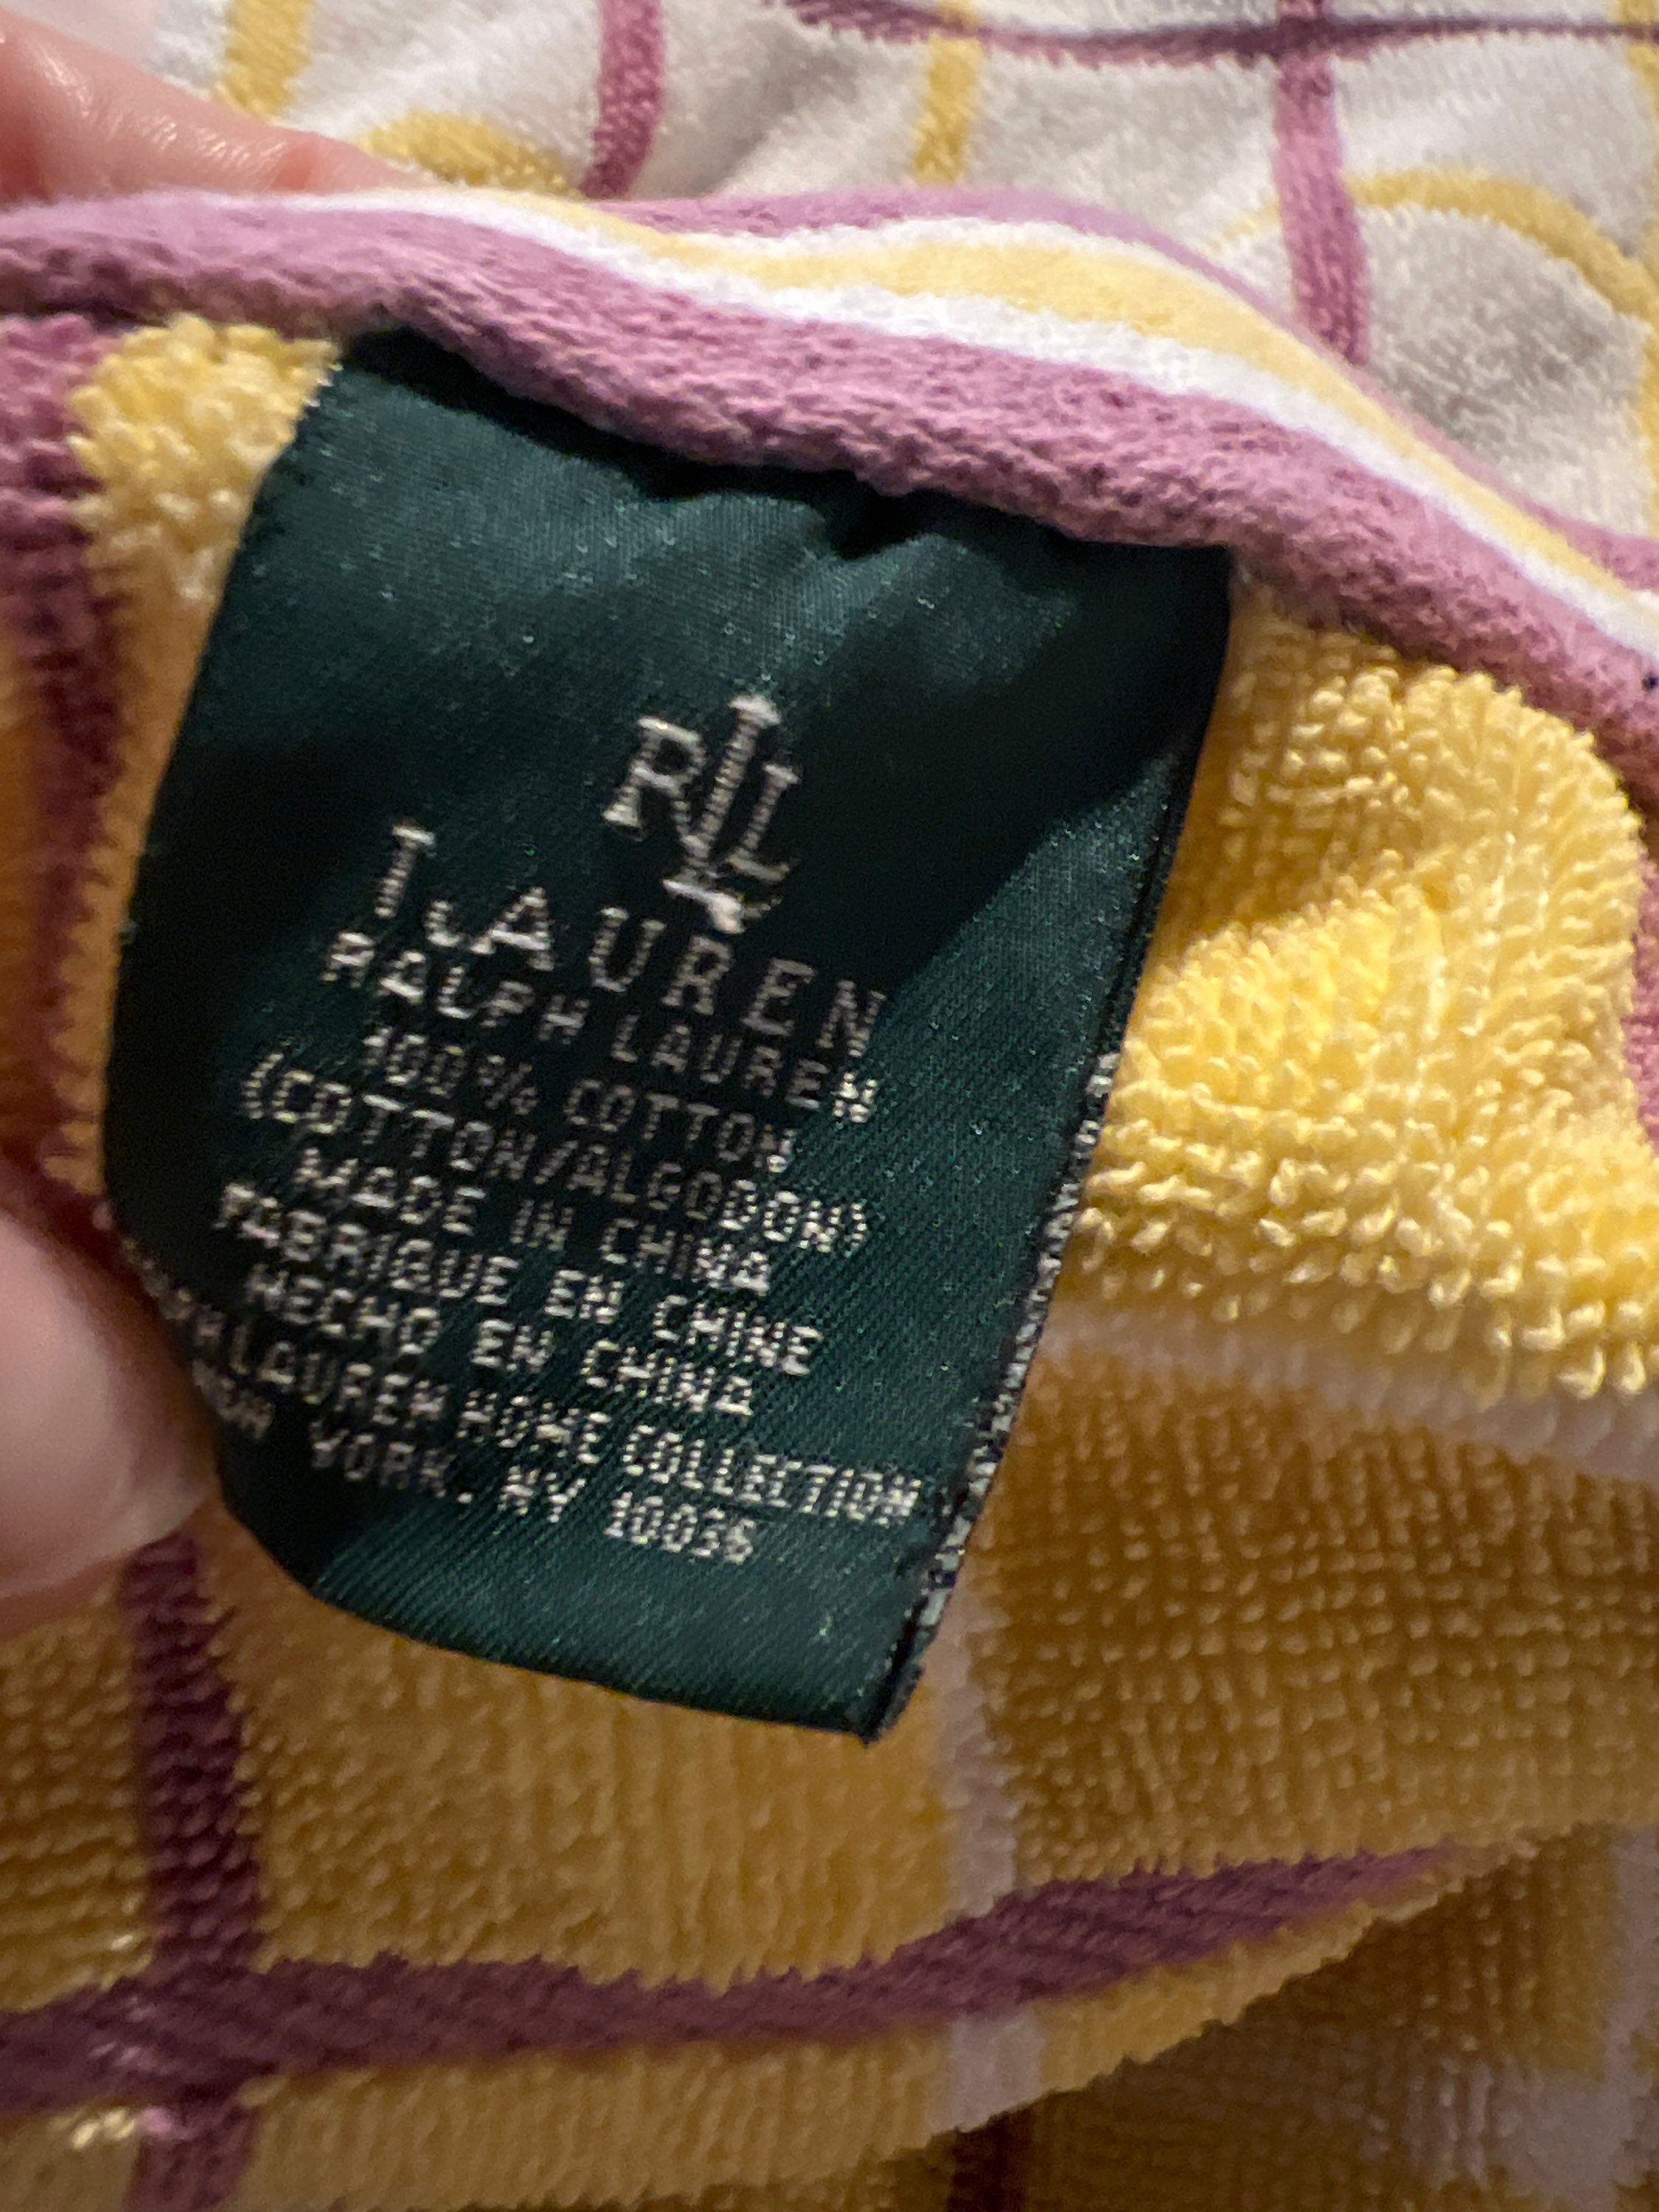 RLL
LAUREN
RALPH LAUREN
100% COTTON
(COTTON/ALGODON)
MADE IN CHINA
FABRIQUE EN CHINE
HECHO EN CHINA
LAUREN HOME COLLECTION
YORK, NY 10036